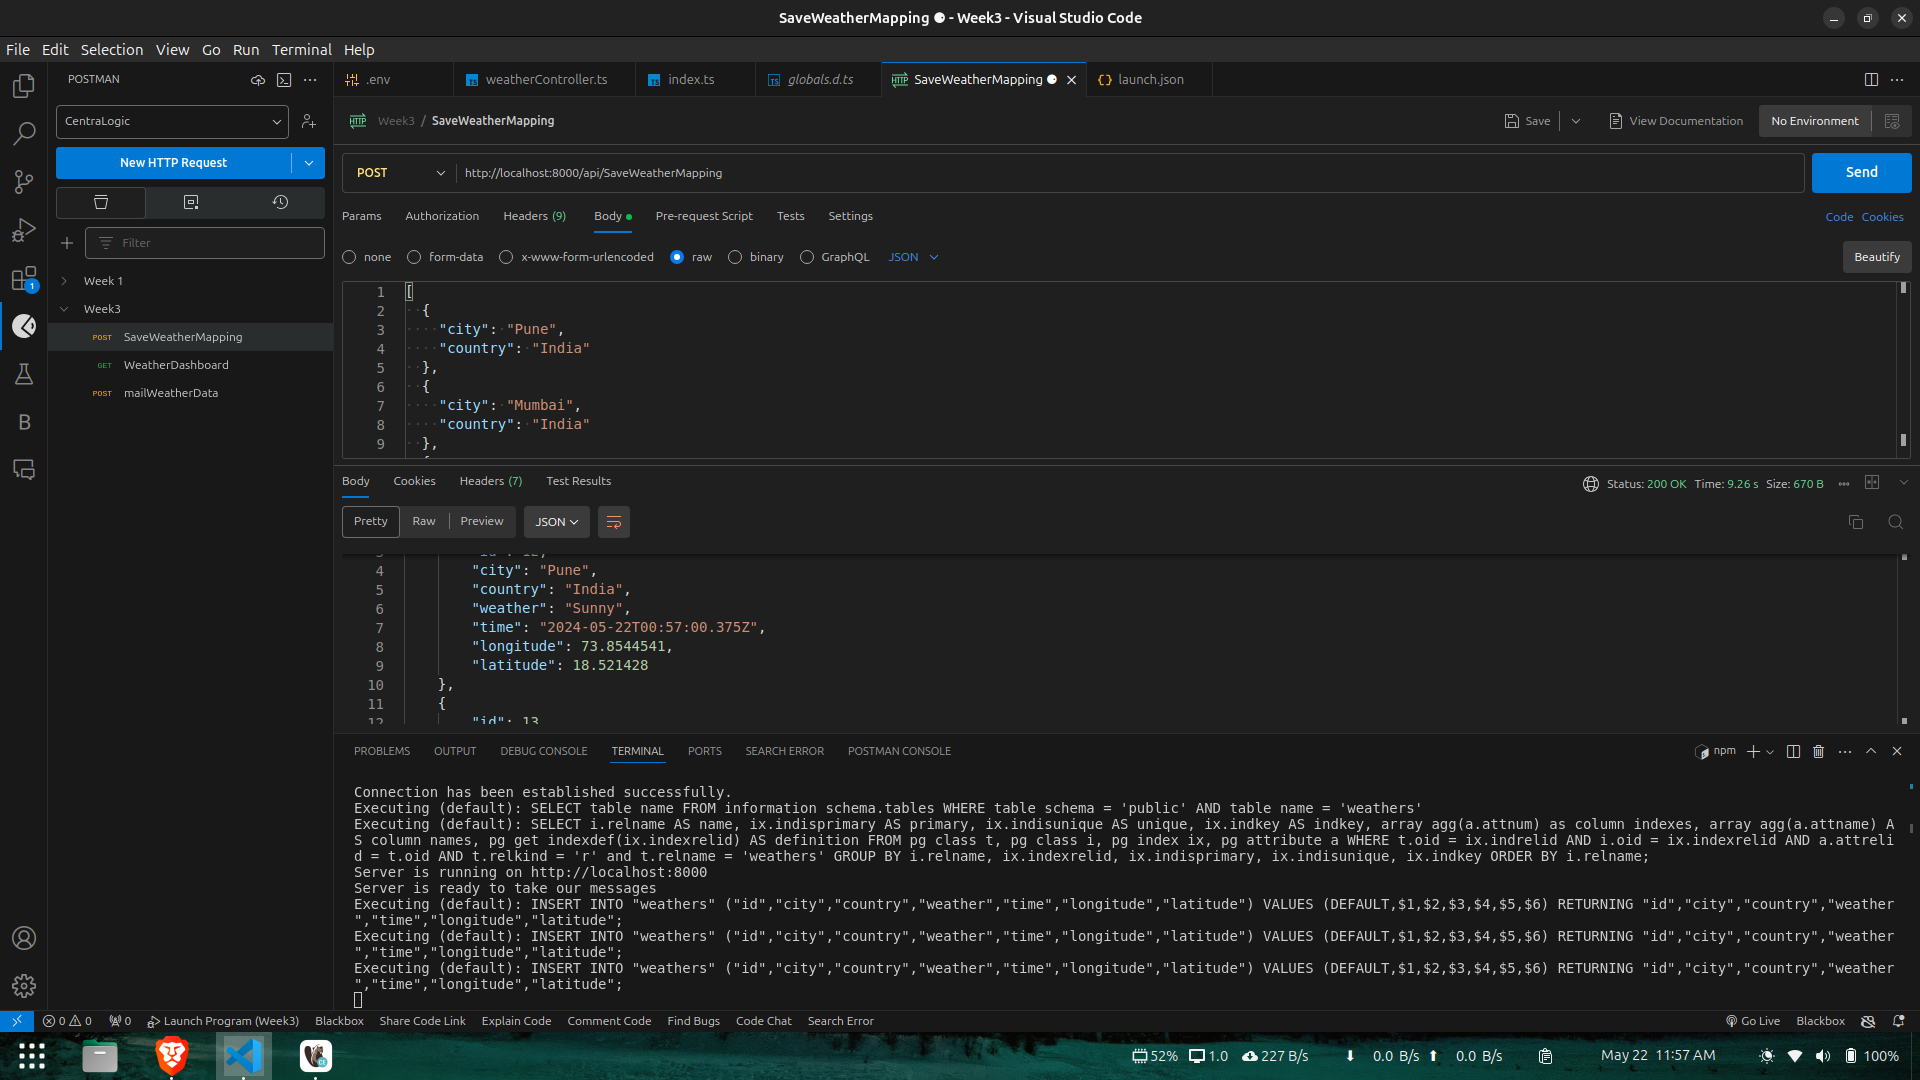 SaveWeatherMapping ● - Week3 - Visual Studio Code
File Edit Selection View Go Run Terminal Help
POSTMAN
.env
weatherController.ts
index.ts
globals.d.ts
SaveWeatherMapping
launch.json
CentraLogic
Week3 / SaveWeatherMapping
Save
View Documentation
No Environment
New HTTP Request
POST
http://localhost:8000/api/SaveWeatherMapping
Send
Params Authorization Headers (9) Body Pre-request Script Tests Settings
Code Cookies
Filter
none form-data x-www-form-urlencoded raw binary GraphQL JSON
Beautify
Week 1
Week3
POST SaveWeatherMapping
GET WeatherDashboard
POST mailWeatherData
1 [
2 {
3 "city": "Pune",
4 "country": "India"
5 },
6 {
7 "city": "Mumbai",
8 "country": "India"
9 },
Body Cookies Headers (7) Test Results
Status: 200 OK Time: 9.26 s Size: 670 B
Pretty Raw Preview JSON
4 "city": "Pune",
5 "country": "India",
6 "weather": "Sunny",
7 "time": "2024-05-22T00:57:00.375Z",
8 "longitude": 73.8544541,
9 "latitude": 18.521428
10 },
11 {
12 "id": 13
PROBLEMS OUTPUT DEBUG CONSOLE TERMINAL PORTS SEARCH ERROR POSTMAN CONSOLE
npm
Connection has been established successfully.
Executing (default): SELECT table name FROM information schema.tables WHERE table schema = 'public' AND table name = 'weathers'
Executing (default): SELECT i.relname AS name, ix.indisprimary AS primary, ix.indisunique AS unique, ix.indkey AS indkey, array agg(a.attnum) as column indexes, array agg(a.attname) A
S column names, pg get indexdef(ix.indexrelid) AS definition FROM pg class t, pg class i, pg index ix, pg attribute a WHERE t.oid = ix.indrelid AND i.oid = ix.indexrelid AND a.attreli
d = t.oid AND t.relkind = 'r' and t.relname = 'weathers' GROUP BY i.relname, ix.indexrelid, ix.indisprimary, ix.indisunique, ix.indkey ORDER BY i.relname;
Server is running on http://localhost:8000
Server is ready to take our messages
Executing (default): INSERT INTO "weathers" ("id","city","country","weather","time","longitude","latitude") VALUES (DEFAULT,$1,$2,$3,$4,$5,$6) RETURNING "id","city","country","weather
","time","longitude","latitude";
Executing (default): INSERT INTO "weathers" ("id","city","country","weather","time","longitude","latitude") VALUES (DEFAULT,$1,$2,$3,$4,$5,$6) RETURNING "id","city","country","weather
","time","longitude","latitude";
Executing (default): INSERT INTO "weathers" ("id","city","country","weather","time","longitude","latitude") VALUES (DEFAULT,$1,$2,$3,$4,$5,$6) RETURNING "id","city","country","weather
","time","longitude","latitude";
0 0 0 Launch Program (Week3) Blackbox Share Code Link Explain Code Comment Code Find Bugs Code Chat Search Error
Go Live Blackbox
52% 1.0 227 B/s 0.0 B/s 0.0 B/s
May 22 11:57 AM
100%